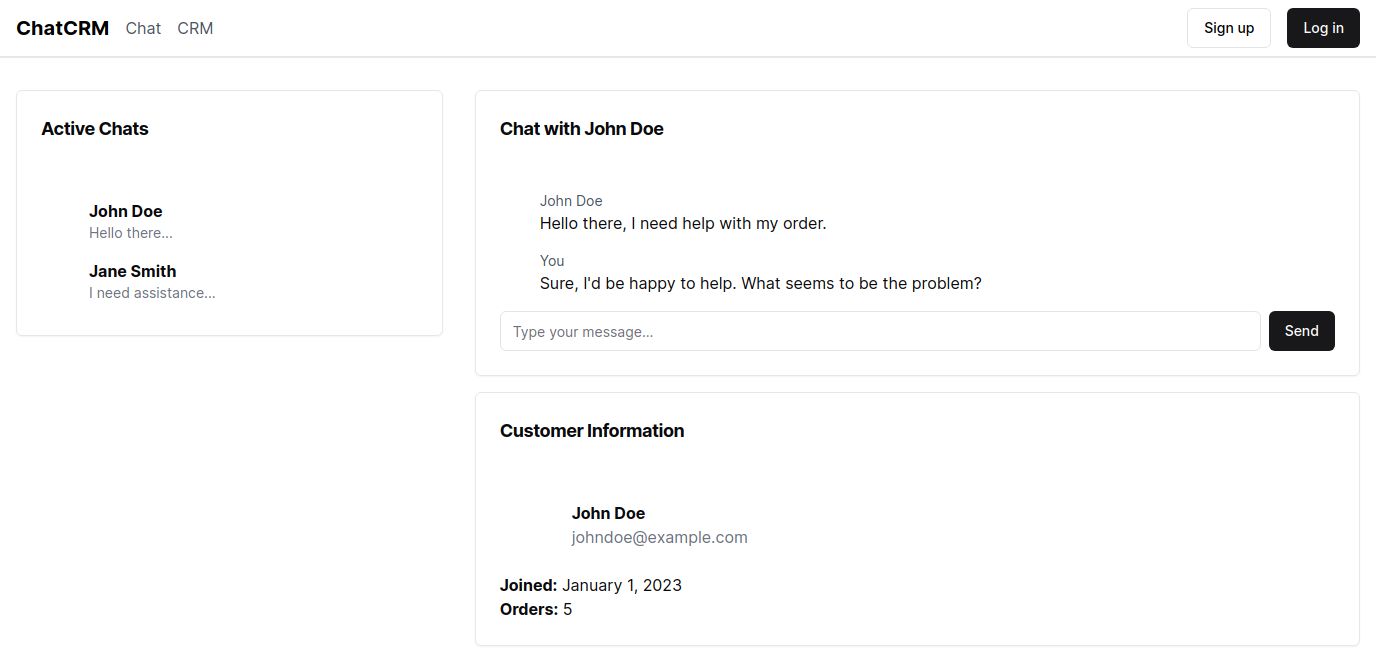 ChatCRM Chat CRM Sign up Log in
Active Chats
John Doe
Hello there...
Jane Smith
I need assistance...
Chat with John Doe
John Doe
Hello there, I need help with my order.
You
Sure, I'd be happy to help. What seems to be the problem?
Type your message... Send
Customer Information
John Doe
johndoe@example.com
Joined: January 1, 2023
Orders: 5